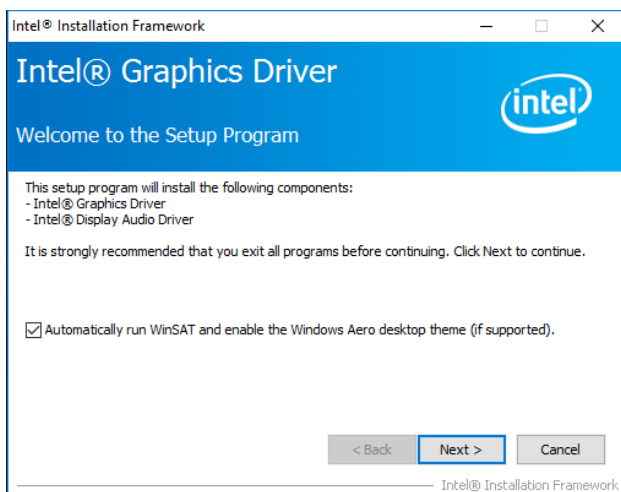 Intel® Installation Framework
Intel® Graphics Driver
intel
Welcome to the Setup Program
This setup program will install the following components:
- Intel® Graphics Driver
- Intel® Display Audio Driver
It is strongly recommended that you exit all programs before continuing. Click Next to continue.
Automatically run WinSAT and enable the Windows Aero desktop theme (if supported).
< Back
Next >
Cancel
Intel® Installation Framework